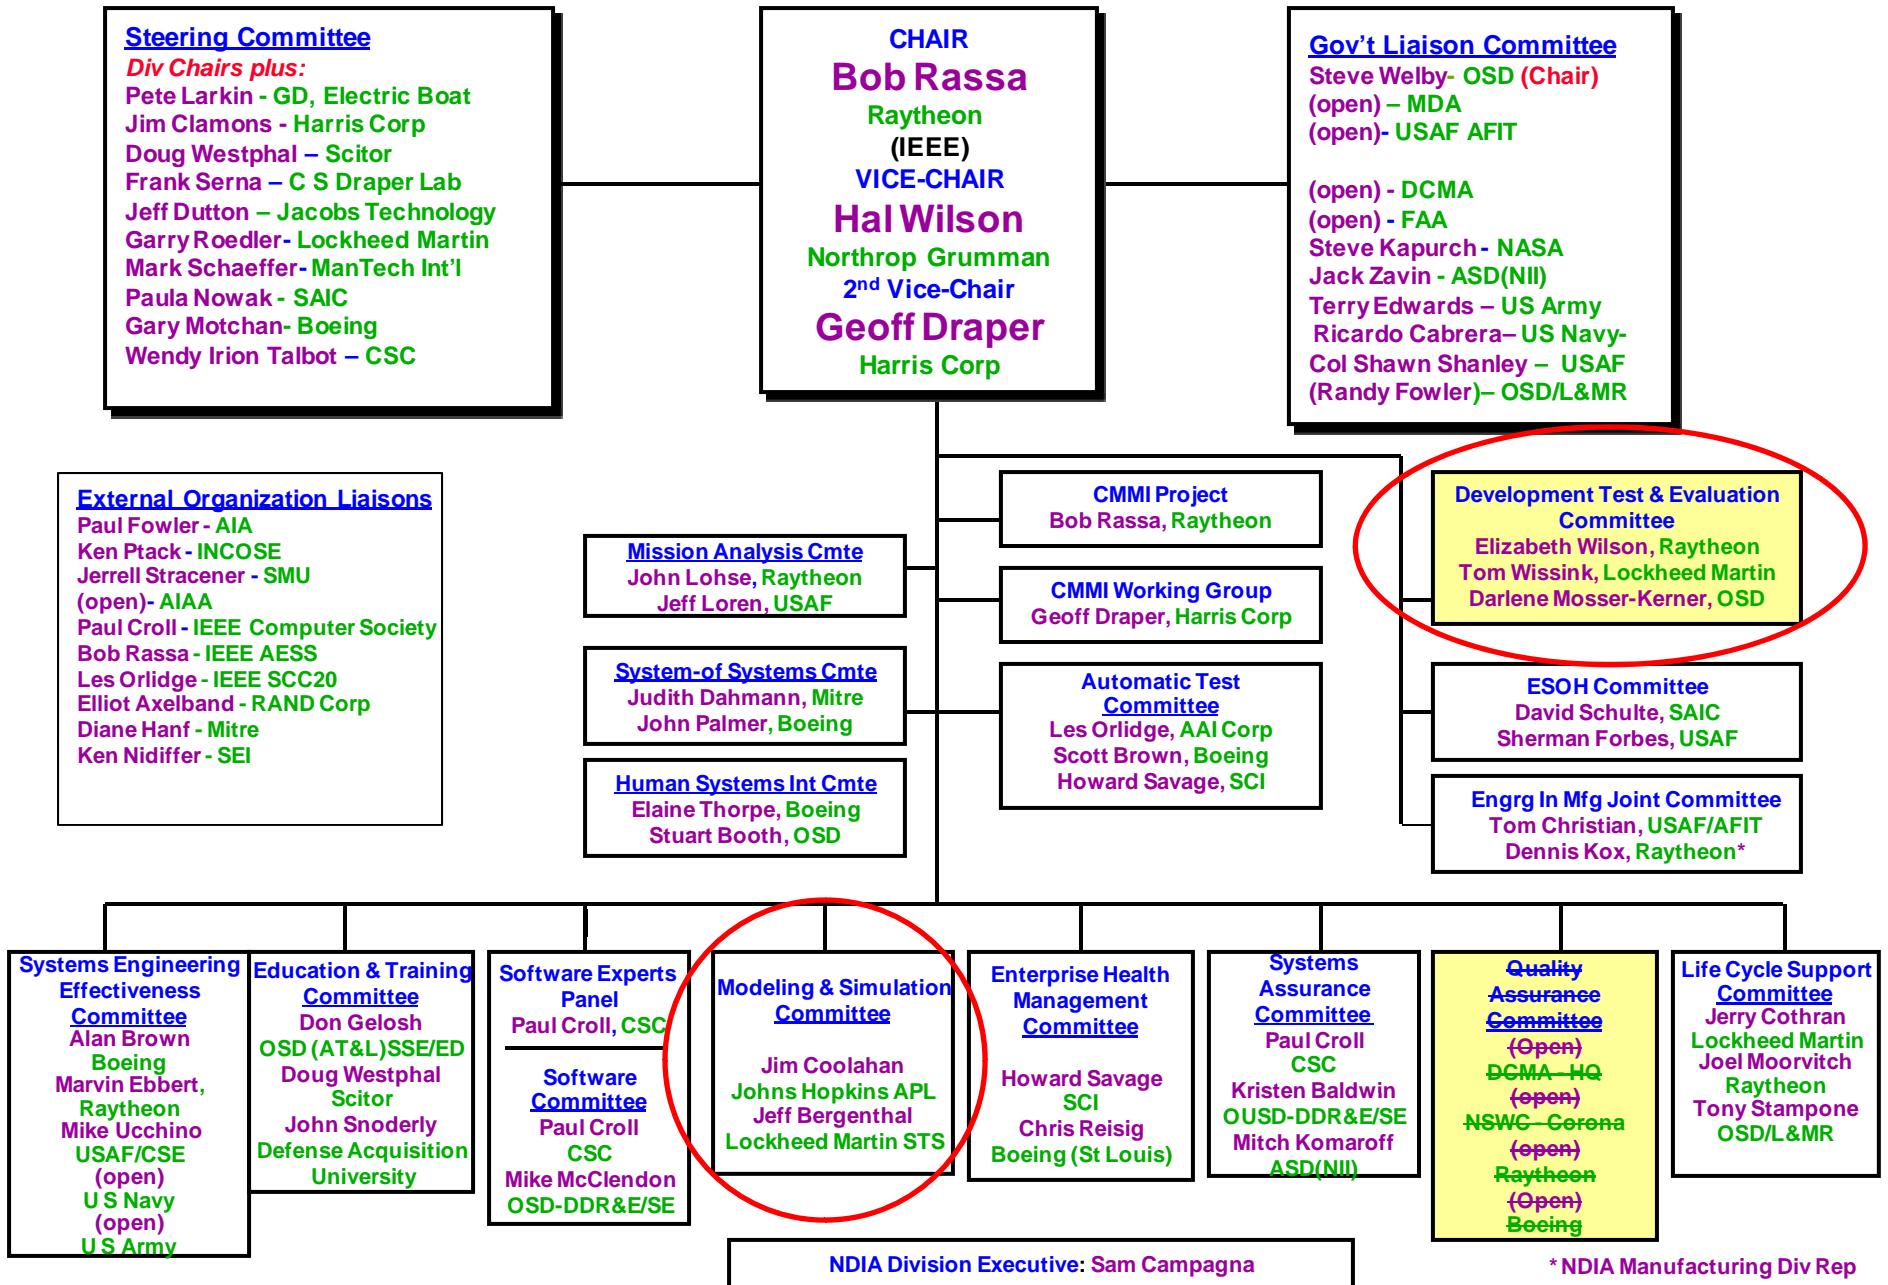 Steering Committee
Div Chairs plus:
Pete Larkin - GD, Electric Boat
Jim Clamons - Harris Corp
Doug Westphal – Scitor
Frank Serna – C S Draper Lab
Jeff Dutton – Jacobs Technology
Garry Roedler- Lockheed Martin
Mark Schaeffer- ManTech Int'l
Paula Nowak - SAIC
Gary Motchan- Boeing
Wendy Irion Talbot – CSC
CHAIR
Bob Rassa
Raytheon
(IEEE)
VICE-CHAIR
Hal Wilson
Northrop Grumman
2nd Vice-Chair
Geoff Draper
Harris Corp
Gov't Liaison Committee
Steve Welby- OSD (Chair)
(open) – MDA
(open)- USAF AFIT
(open) - DCMA
(open) - FAA
Steve Kapurch - NASA
Jack Zavin - ASD(NII)
Terry Edwards – US Army
Ricardo Cabrera– US Navy-
Col Shawn Shanley – USAF
(Randy Fowler)– OSD/L&MR
External Organization Liaisons
Paul Fowler - AIA
Ken Ptack - INCOSE
Jerrell Stracener - SMU
(open)- AIAA
Paul Croll - IEEE Computer Society
Bob Rassa - IEEE AESS
Les Orlidge - IEEE SCC20
Elliot Axelband - RAND Corp
Diane Hanf - Mitre
Ken Nidiffer - SEI
Mission Analysis Cmte
John Lohse, Raytheon
Jeff Loren, USAF
System-of Systems Cmte
Judith Dahmann, Mitre
John Palmer, Boeing
Human Systems Int Cmte
Elaine Thorpe, Boeing
Stuart Booth, OSD
CMMI Project
Bob Rassa, Raytheon
CMMI Working Group
Geoff Draper, Harris Corp
Automatic Test
Committee
Les Orlidge, AAI Corp
Scott Brown, Boeing
Howard Savage, SCI
Development Test & Evaluation
Committee
Elizabeth Wilson, Raytheon
Tom Wissink, Lockheed Martin
Darlene Mosser-Kerner, OSD
ESOH Committee
David Schulte, SAIC
Sherman Forbes, USAF
Engrg In Mfg Joint Committee
Tom Christian, USAF/AFIT
Dennis Kox, Raytheon*
Systems Engineering
Effectiveness
Committee
Alan Brown
Boeing
Marvin Ebbert,
Raytheon
Mike Ucchino
USAF/CSE
(open)
U S Navy
(open)
U S Army
Education & Training
Committee
Don Gelosh
OSD (AT&L)SSE/ED
Doug Westphal
Scitor
John Snoderly
Defense Acquisition
University
Software Experts
Panel
Paul Croll, CSC
Software
Committee
Paul Croll
CSC
Mike McClendon
OSD-DDR&E/SE
Modeling & Simulation
Committee
Jim Coolahan
Johns Hopkins APL
Jeff Bergenthal
Lockheed Martin STS
Enterprise Health
Management
Committee
Howard Savage
SCI
Chris Reisig
Boeing (St Louis)
Systems
Assurance
Committee
Paul Croll
CSC
Kristen Baldwin
OUSD-DDR&E/SE
Mitch Komaroff
ASD(NII)
Quality
Assurance
Committee
(Open)
DCMA - HQ
(open)
NSWC - Corona
(open)
Raytheon
(Open)
Boeing
Life Cycle Support
Committee
Jerry Cothran
Lockheed Martin
Joel Moorvitch
Raytheon
Tony Stampone
OSD/L&MR
NDIA Division Executive: Sam Campagna
* NDIA Manufacturing Div Rep